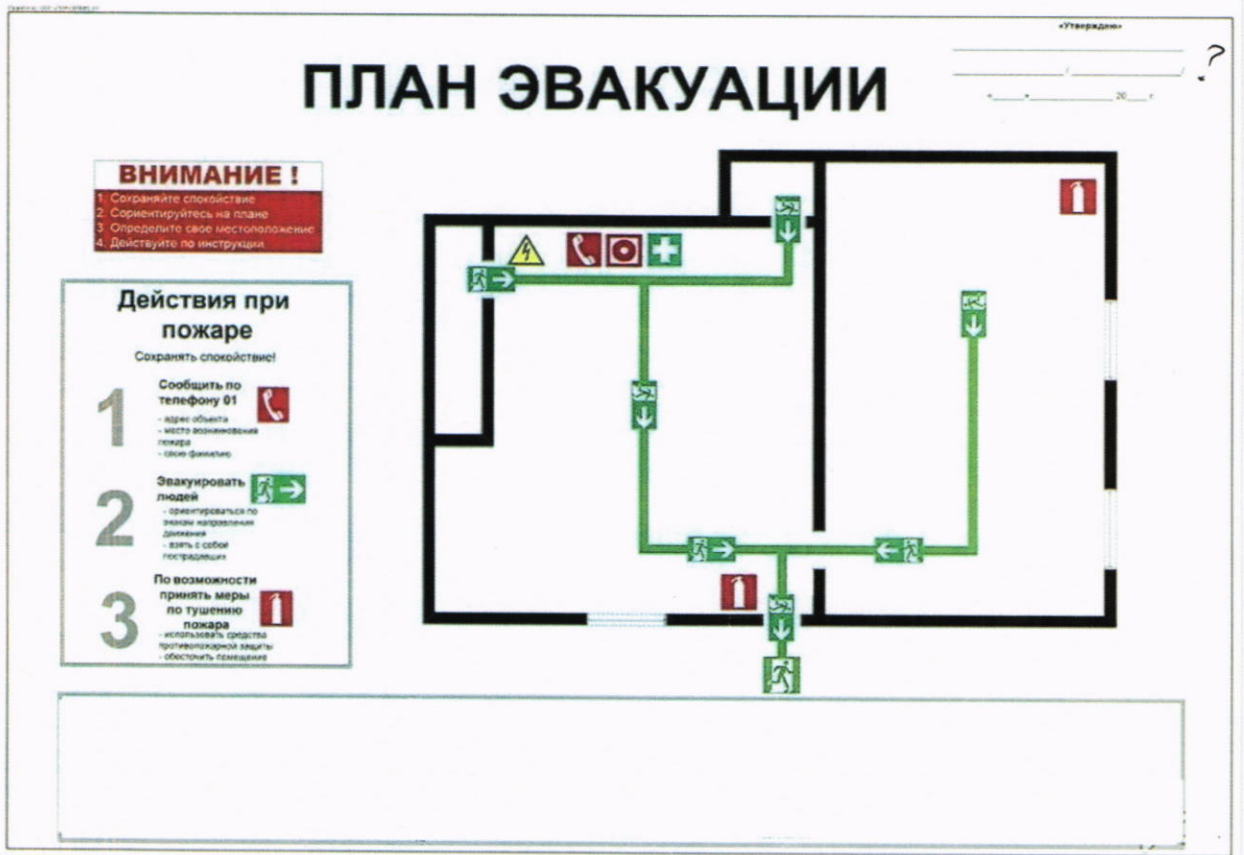 «Утверждаю»
?
/ /
« » 20 г.
ПЛАН ЭВАКУАЦИИ
ВНИМАНИЕ !
1. Сохраняйте спокойствие
2. Сориентируйтесь на плане
3. Определите свое местоположение
4. Действуйте по инструкции
Действия при
пожаре
Сохранять спокойствие!
1
Сообщить по
телефону 01
- адрес объекта
- место возникновения
пожара
- свою фамилию
2
Эвакуировать
людей
- ориентироваться по
знакам направления
движения
- взять с собой
пострадавших
3
По возможности
принять меры
по тушению
пожара
- использовать средства
противопожарной защиты
- обесточить помещение